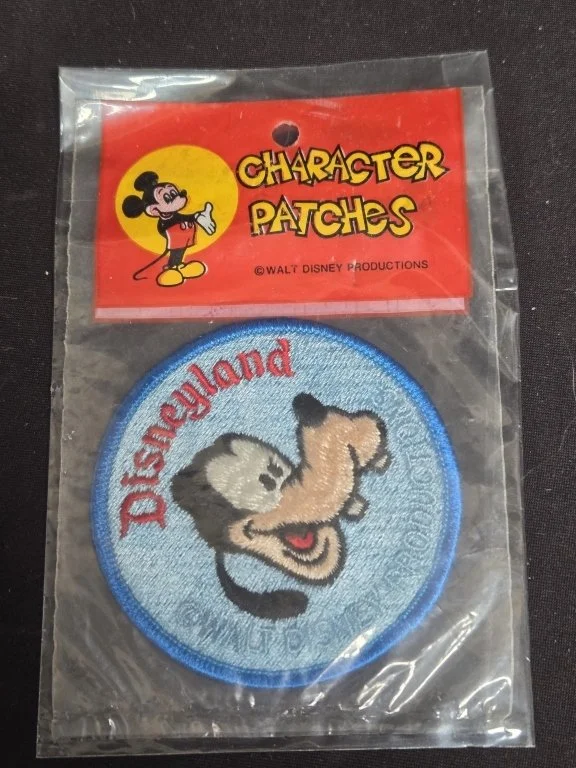 CHARACTER
PATCHES
©WALT DISNEY PRODUCTIONS
Disneyland
©WALT DISNEY PRODUCTIONS